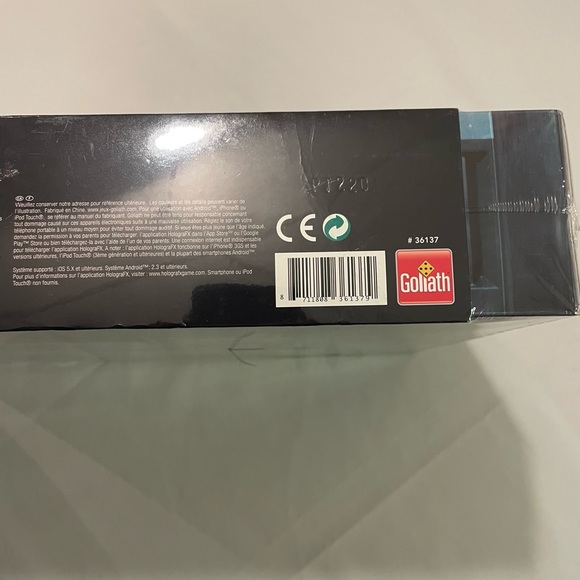 VVeuillez conserver notre adresse pour référence ultérieure. Les couleurs et les détails peuvent varier de
l'illustration. Fabriqué en Chine. www.jeux-goliath.com. Pour une utilisation avec Android™, iPhone® ou
iPod Touch®, se référer au manuel du fabricant. Goliath ne peut être tenu pour responsable concernant
tout dommage causé sur ces appareils électroniques suite à une mauvaise utilisation. Réglez le son de votre
téléphone portable à un niveau moyen pour éviter tout dommage auditif. Si vous êtes plus jeune que l'âge indiqué,
demandez la permission à vos parents pour télécharger l'application HolograFX dans l'App Store™ ou Google
Play™ Store ou bien téléchargez-la avec l'aide de l'un de vos parents. Une connexion internet est indispensable
pour télécharger l'application HolograFX. A noter : l'application HolograFX fonctionne sur l'iPhone® 3GS et les
versions ultérieures, l'iPod Touch® (3ème génération et ultérieures) et la plupart des smartphones Android™.
Système supporté : iOS 5.X et ultérieurs. Système Android™: 2.3 et ultérieurs
Pour plus d'informations sur l'application HolograFX, visiter : www.holografxgame.com. Smartphone ou iPod
Touch® non fournis.
CE
# 36137
Goliath
8 711808 361379